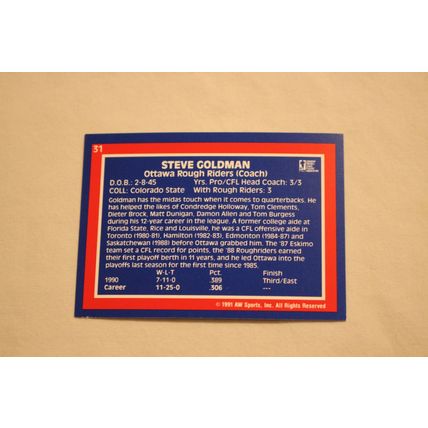 31
STEVE GOLDMAN
Ottawa Rough Riders (Coach)
D.O.B.: 2-8-45 Yrs. Pro/CFL Head Coach: 3/3
COLL: Colorado State With Rough Riders: 3
Goldman has the midas touch when it comes to quarterbacks. He
has helped the likes of Condredge Holloway, Tom Clements,
Dieter Brock, Matt Dunigan, Damon Allen and Tom Burgess
during his 12-year career in the league. A former college aide at
Florida State, Rice and Louisville, he was a CFL offensive aide in
Toronto (1980-81), Hamilton (1982-83), Edmonton (1984-87) and
Saskatchewan (1988) before Ottawa grabbed him. The '87 Eskimo
team set a CFL record for points, the '88 Roughriders earned
their first playoff berth in 11 years, and he led Ottawa into the
playoffs last season for the first time since 1985.
W-L-T Pct. Finish
1990 7-11-0 .389 Third/East
Career 11-25-0 .306 ---
© 1991 AW Sports, Inc. All Rights Reserved